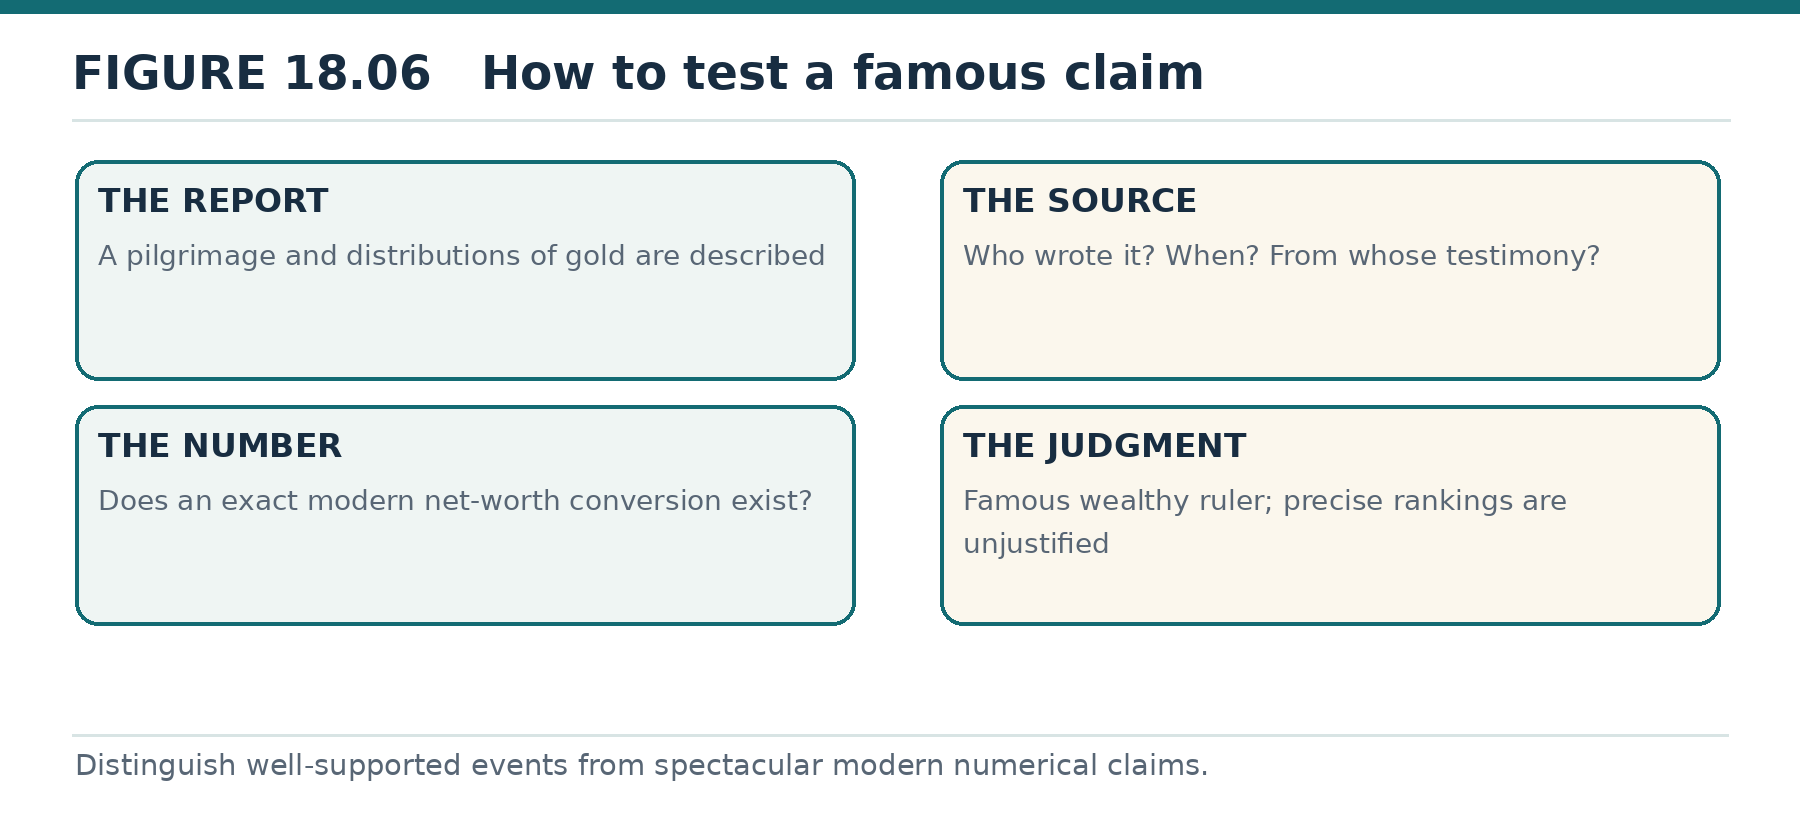 FIGURE 18.06 How to test a famous claim
THE REPORT
A pilgrimage and distributions of gold are described
THE SOURCE
Who wrote it? When? From whose testimony?
THE NUMBER
Does an exact modern net-worth conversion exist?
THE JUDGMENT
Famous wealthy ruler; precise rankings are
unjustified
Distinguish well-supported events from spectacular modern numerical claims.